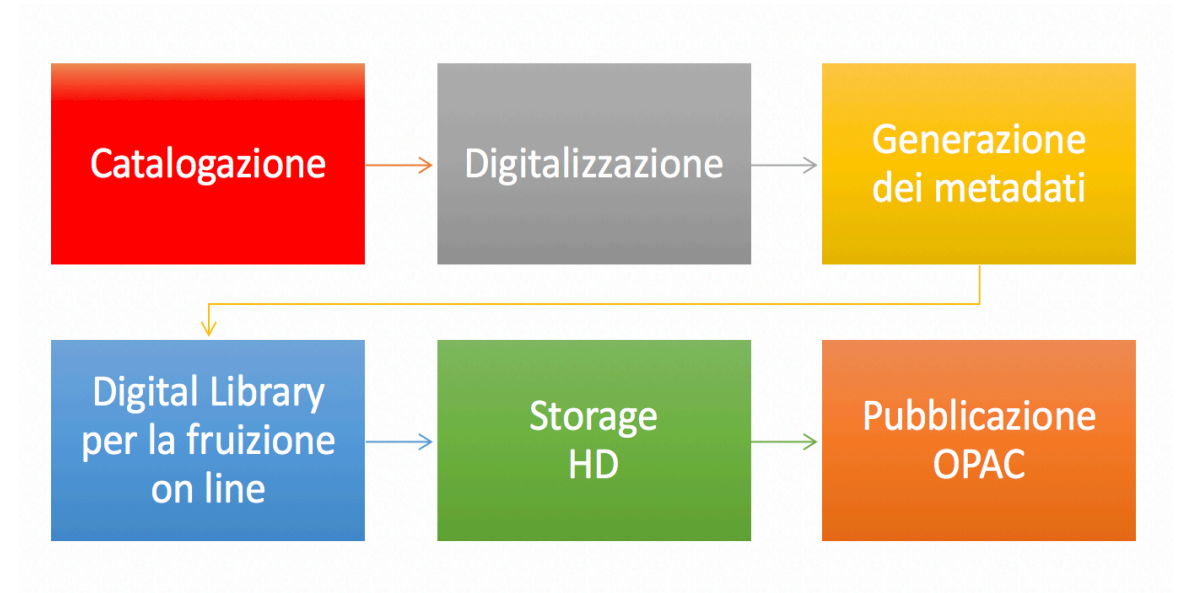 Catalogazione
Digitalizzazione
Generazione
dei metadati
Digital Library
per la fruizione
on line
Storage
HD
Pubblicazione
OPAC